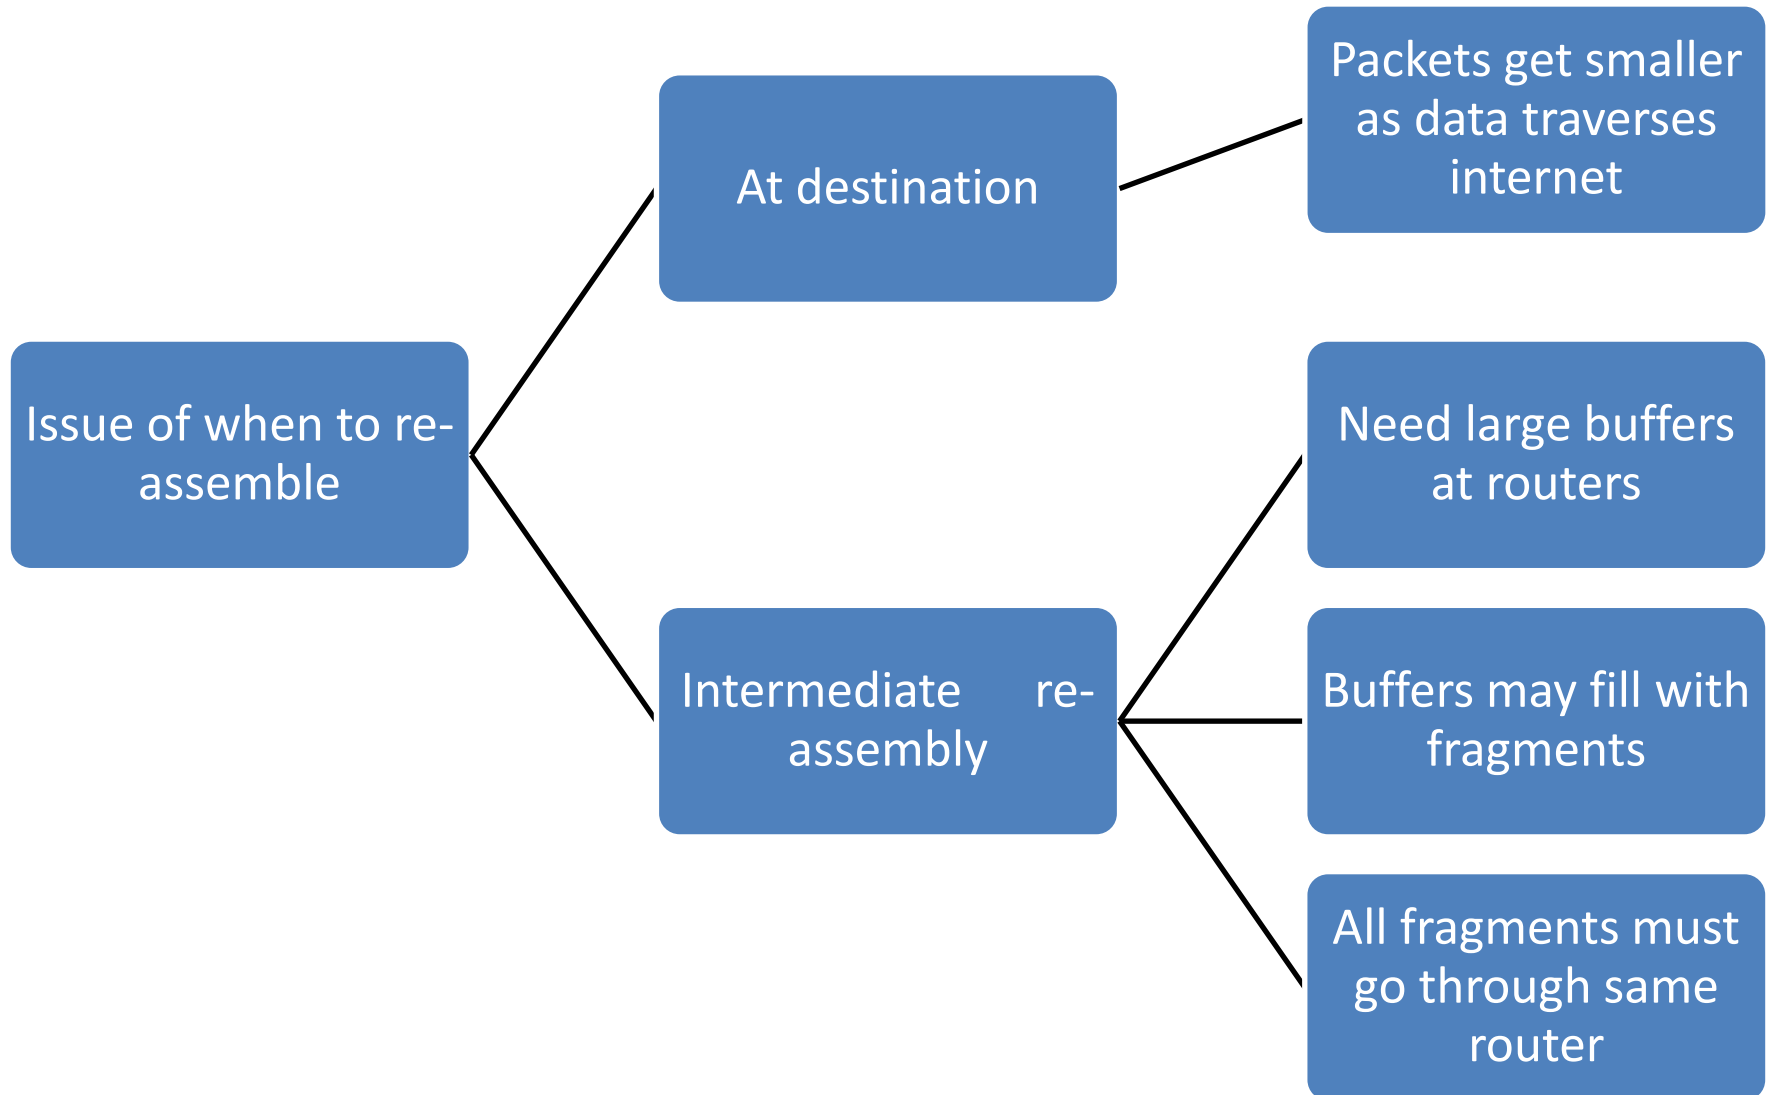 Packets get smaller
as data traverses
internet
At destination
Issue of when to re-
assemble
Need large buffers
at routers
Intermediate re-
assembly
Buffers may fill with
fragments
All fragments must
go through same
router